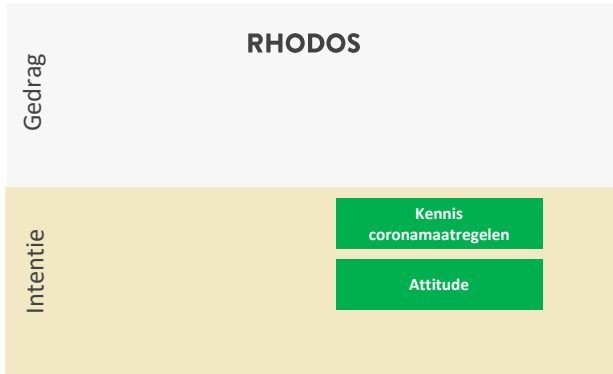 RHODOS
Gedrag
Kennis
coronamaatregelen
Attitude
Intentie